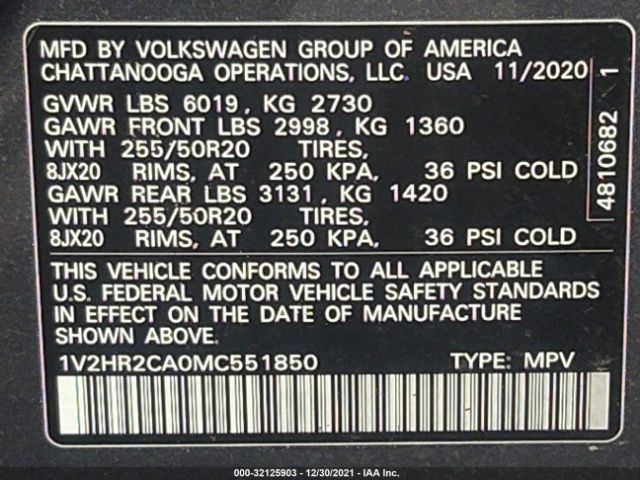 MFD BY VOLKSWAGEN GROUP OF AMERICA
CHATTANOOGA OPERATIONS, LLC. USA 11/2020
GVWR LBS 6019, KG 2730
GAWR FRONT LBS 2998, KG 1360
WITH 255/50R20 TIRES,
8JX20 RIMS, AT 250 KPA, 36 PSI COLD
GAWR REAR LBS 3131, KG 1420
WITH 255/50R20 TIRES,
8JX20 RIMS, AT 250 KPA, 36 PSI COLD
4810682 1
THIS VEHICLE CONFORMS TO ALL APPLICABLE
U.S. FEDERAL MOTOR VEHICLE SAFETY STANDARDS
IN EFFECT ON THE DATE OF MANUFACTURE
SHOWN ABOVE.
1V2HR2CA0MC551850 TYPE: MPV
000-32125903 - 12/30/2021 - IAA Inc.